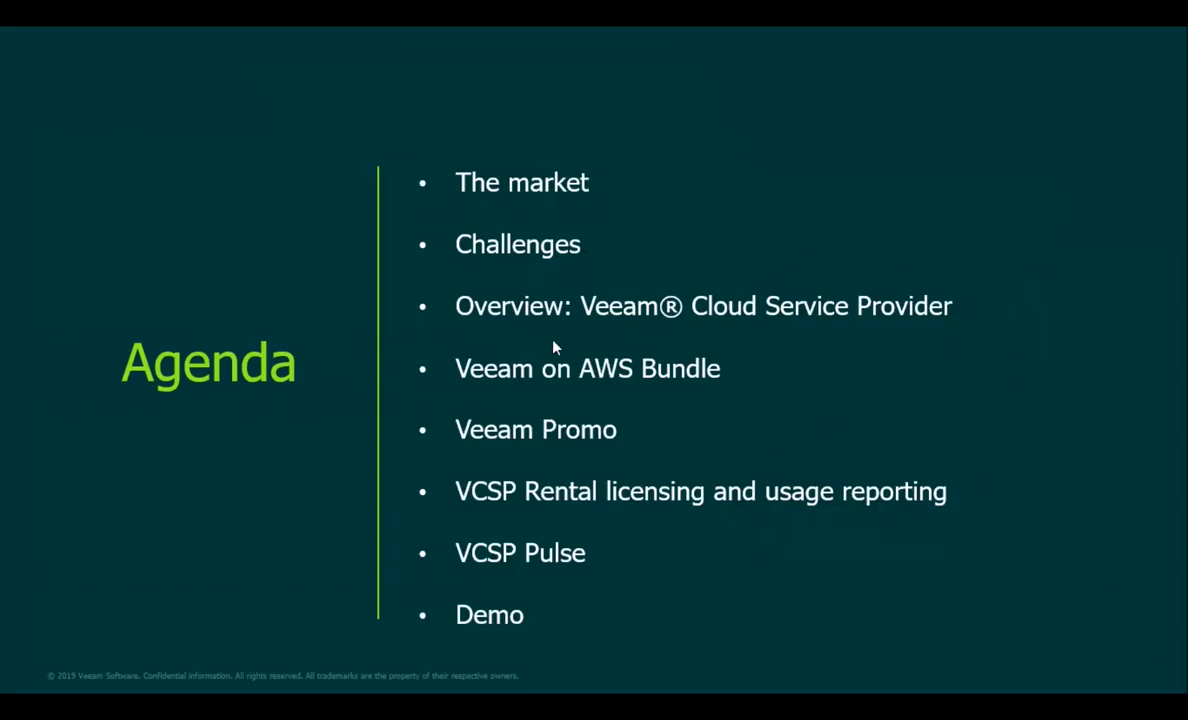 Agenda
• The market
• Challenges
• Overview: Veeam® Cloud Service Provider
• Veeam on AWS Bundle
• Veeam Promo
• VCSP Rental licensing and usage reporting
• VCSP Pulse
• Demo
© 2019 Veeam Software. Confidential information. All rights reserved. All trademarks are the property of their respective owners.